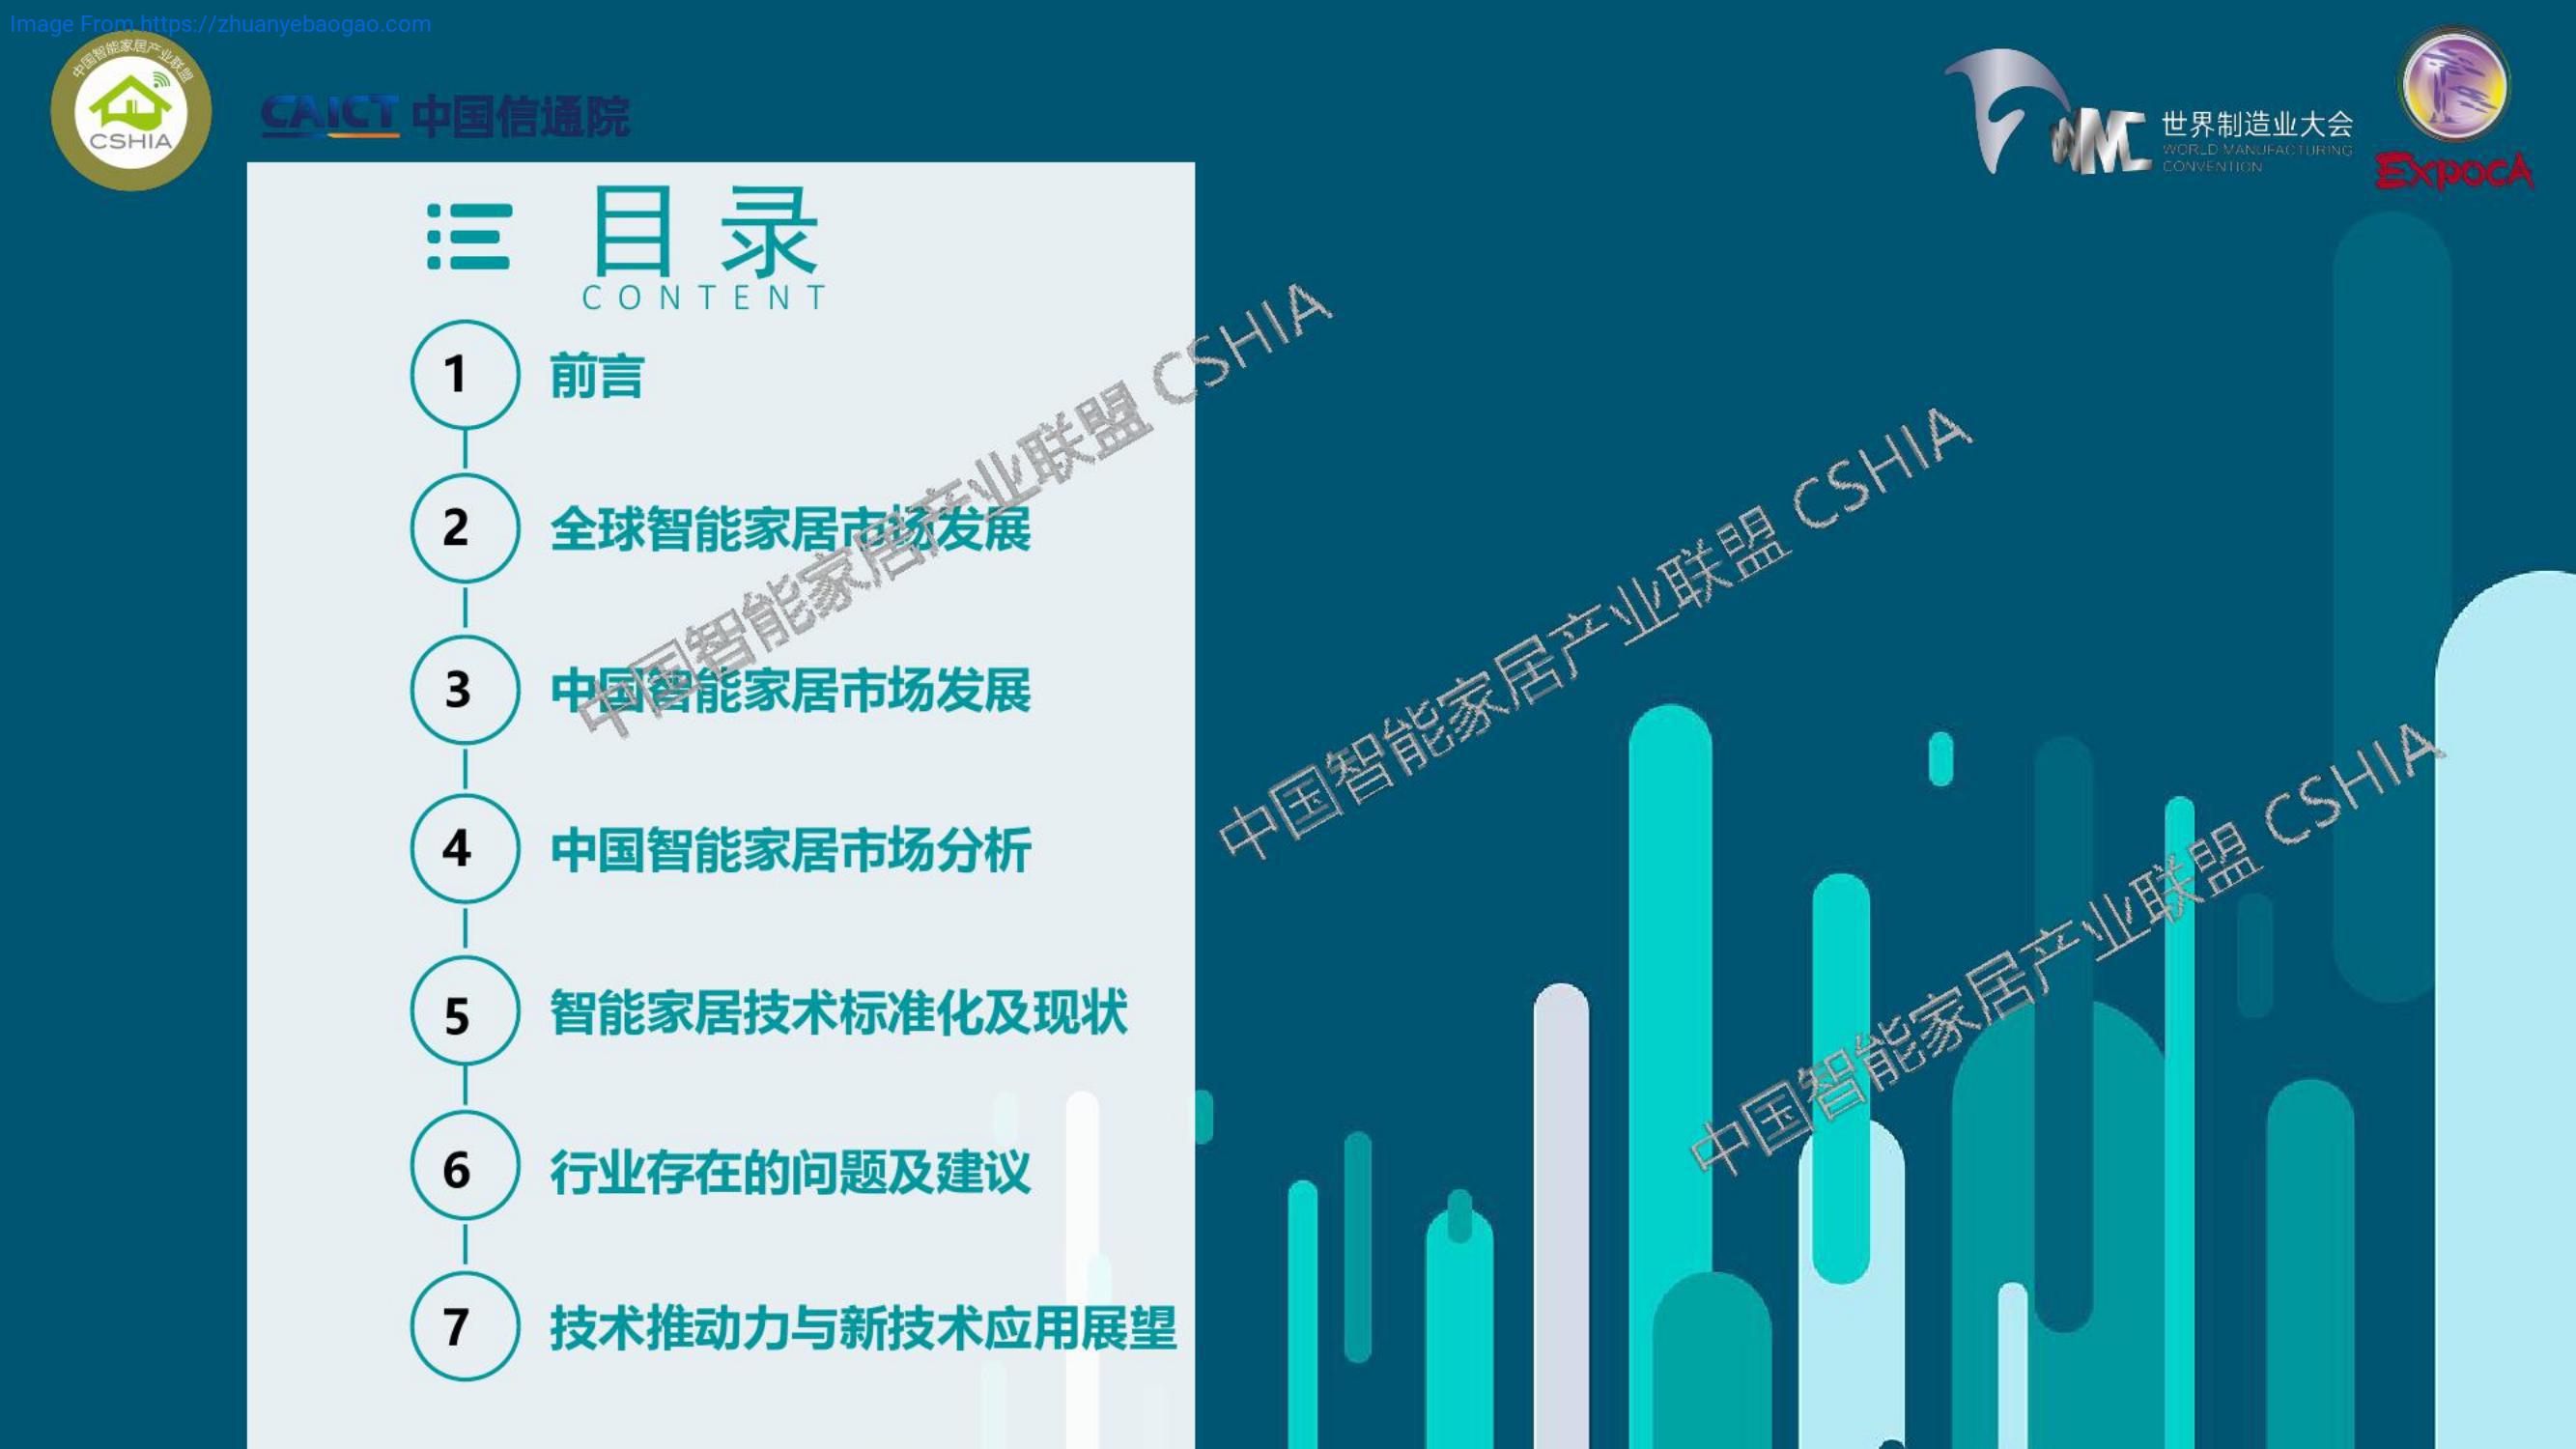 Image From https://zhuanyebaogao.com
中国智能家居产业联盟
CSHIA
CAICT 中国信通院
WMC
世界制造业大会
WORLD MANUFACTURING
CONVENTION
EXPOCA
目录
CONTENT
1 前言
2 全球智能家居市场发展
3 中国智能家居市场发展
4 中国智能家居市场分析
5 智能家居技术标准化及现状
6 行业存在的问题及建议
7 技术推动力与新技术应用展望
中国智能家居产业联盟 CSHIA
中国智能家居产业联盟 CSHIA
中国智能家居产业联盟 CSHIA